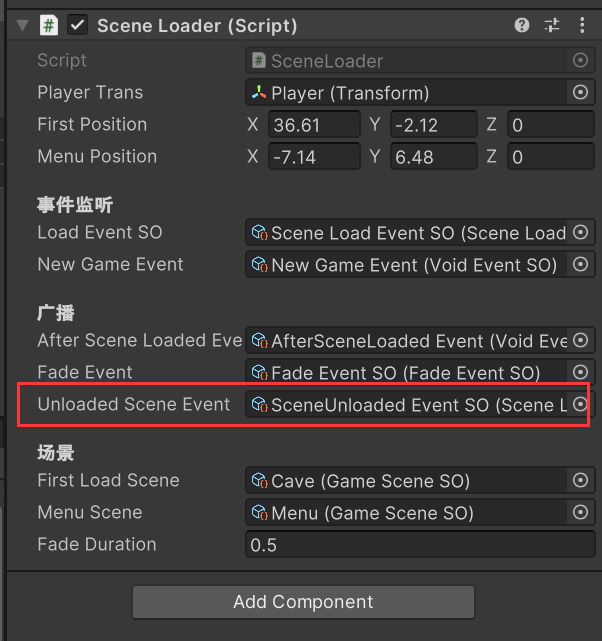 Scene Loader (Script)
Script SceneLoader
Player Trans Player (Transform)
First Position X 36.61 Y -2.12 Z 0
Menu Position X -7.14 Y 6.48 Z 0
事件监听
Load Event SO Scene Load Event SO (Scene Load
New Game Event New Game Event (Void Event SO)
广播
After Scene Loaded Eve AfterSceneLoaded Event (Void Eve
Fade Event Fade Event SO (Fade Event SO)
Unloaded Scene Event SceneUnloaded Event SO (Scene L
场景
First Load Scene Cave (Game Scene SO)
Menu Scene Menu (Game Scene SO)
Fade Duration 0.5
Add Component